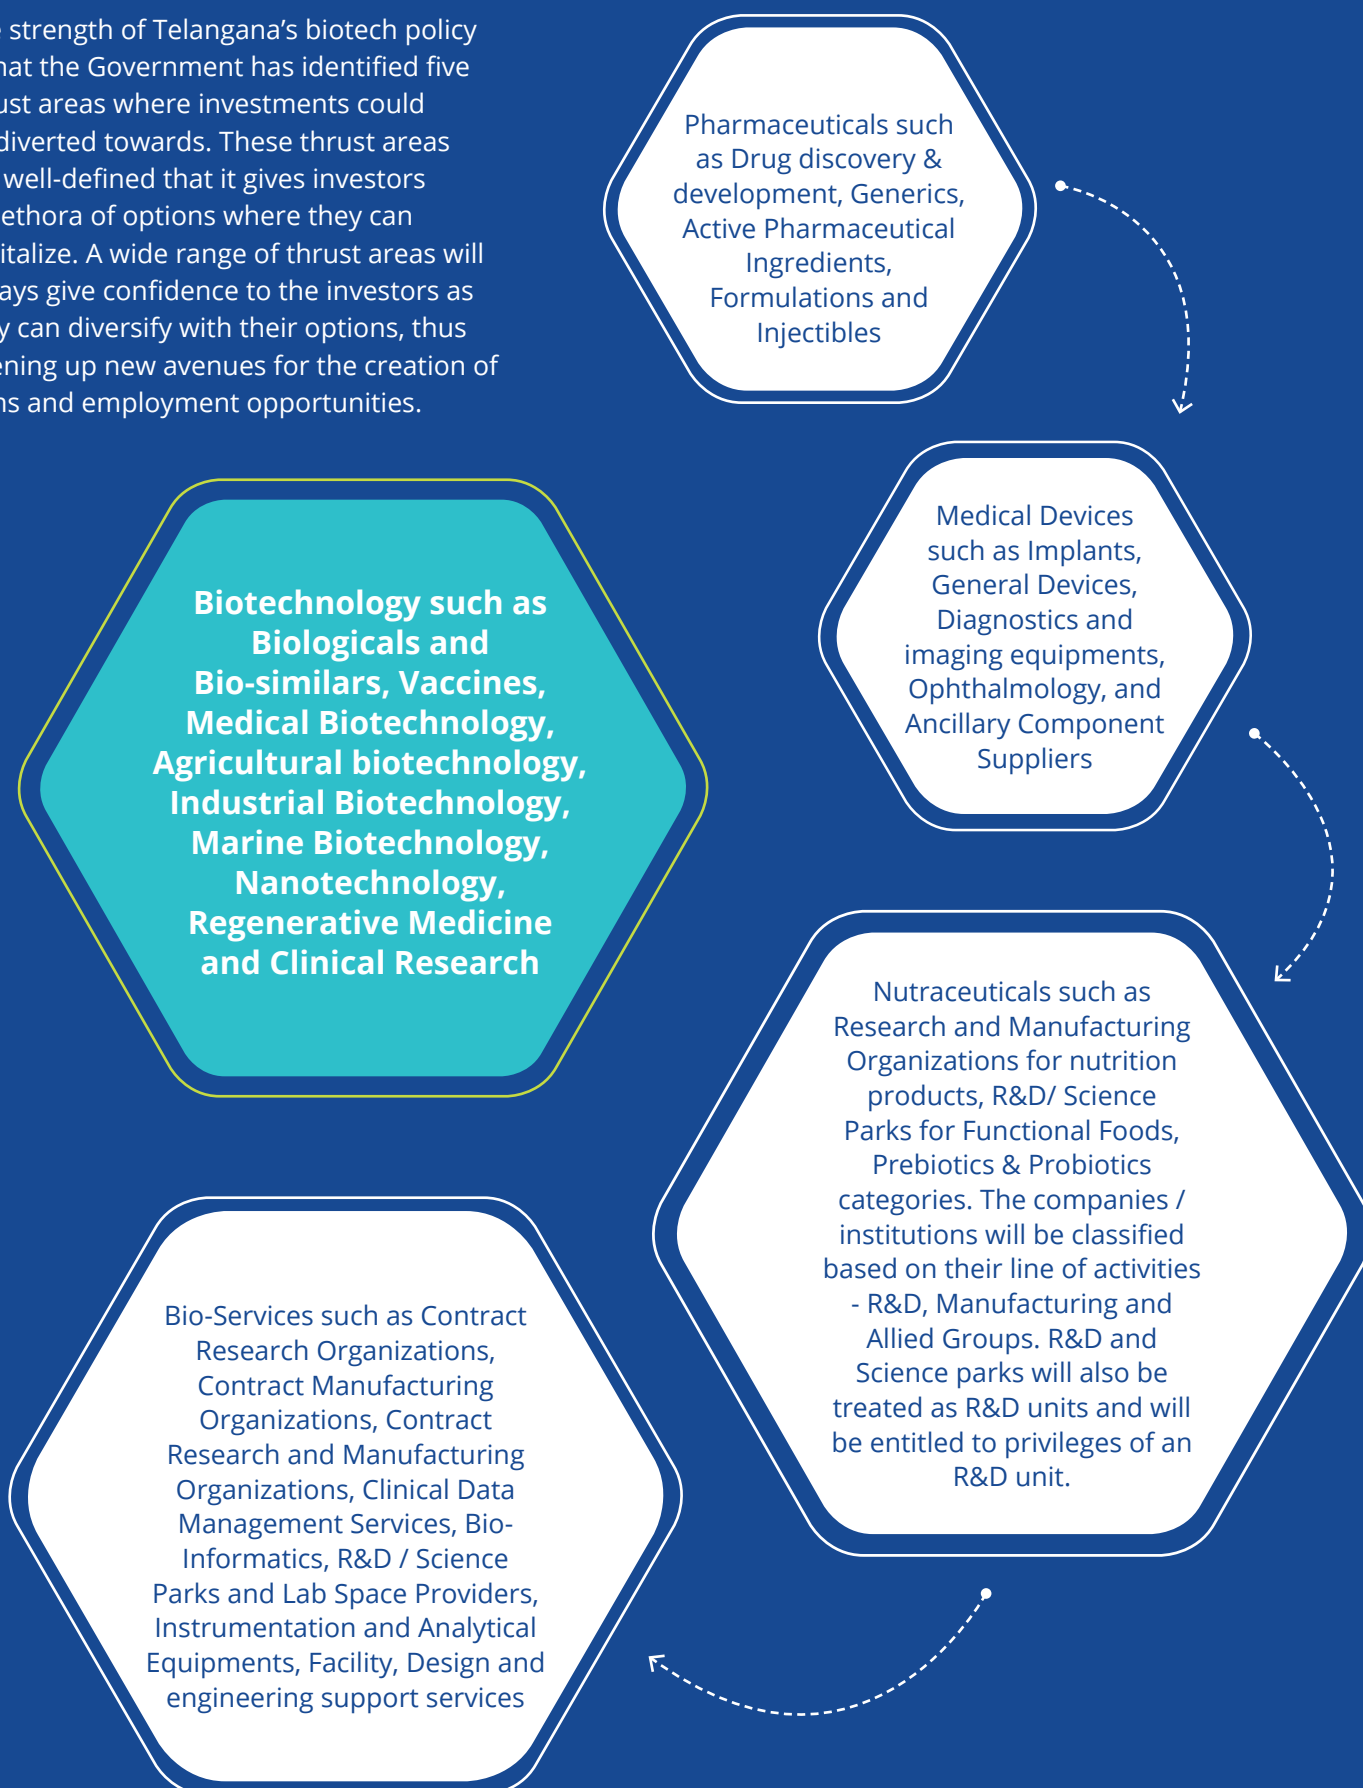 strength of Telangana's biotech policy
the Government has identified five
areas where investments could
diverted towards. These thrust areas
well-defined that it gives investors
of options where they can
A wide range of thrust areas will
give confidence to the investors as
can diversify with their options, thus
up new avenues for the creation of
and employment opportunities.
Pharmaceuticals such
as Drug discovery &
development, Generics,
Active Pharmaceutical
Ingredients,
Formulations and
Injectibles
Medical Devices
such as Implants,
General Devices,
Diagnostics and
imaging equipments,
Ophthalmology, and
Ancillary Component
Suppliers
Biotechnology such as
Biologicals and
Bio-similars, Vaccines,
Medical Biotechnology,
Agricultural biotechnology,
Industrial Biotechnology,
Marine Biotechnology,
Nanotechnology,
Regenerative Medicine
and Clinical Research
Nutraceuticals such as
Research and Manufacturing
Organizations for nutrition
products, R&D/ Science
Parks for Functional Foods,
Prebiotics & Probiotics
categories. The companies /
institutions will be classified
based on their line of activities
- R&D, Manufacturing and
Allied Groups. R&D and
Science parks will also be
treated as R&D units and will
be entitled to privileges of an
R&D unit.
Bio-Services such as Contract
Research Organizations,
Contract Manufacturing
Organizations, Contract
Research and Manufacturing
Organizations, Clinical Data
Management Services, Bio-
Informatics, R&D / Science
Parks and Lab Space Providers,
Instrumentation and Analytical
Equipments, Facility, Design and
engineering support services